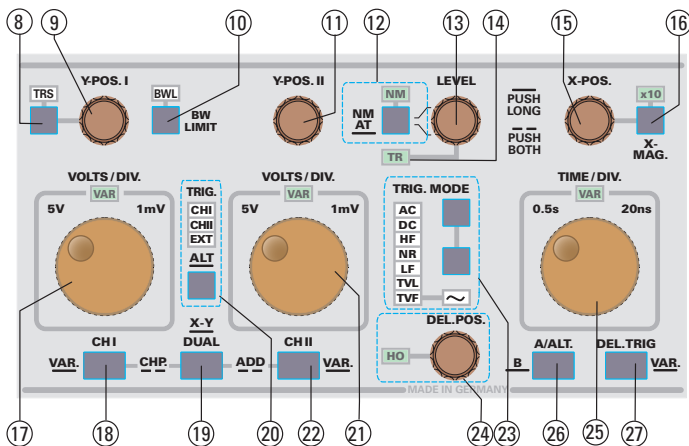 8 9 10 11 12 13 14 15 16
Y-POS. I Y-POS. II LEVEL X-POS.
TRS BWL NM x10
BW LIMIT
NM
AT
PUSH LONG
PUSH BOTH
X-MAG.
TR
VOLTS / DIV. TRIG. VOLTS / DIV. TRIG. MODE TIME / DIV.
VAR VAR VAR
5V 1mV 5V 1mV 0.5s 20ns
CHI
CHII
EXT
ALT
AC
DC
HF
NR
LF
TVL
TVF ~
X-Y
DEL.POS.
HO
CH I DUAL CH II A/ALT. DEL.TRIG
VAR. CHP. ADD VAR. B VAR.
MADE IN GERMANY
17 18 19 20 21 22 24 23 26 25 27